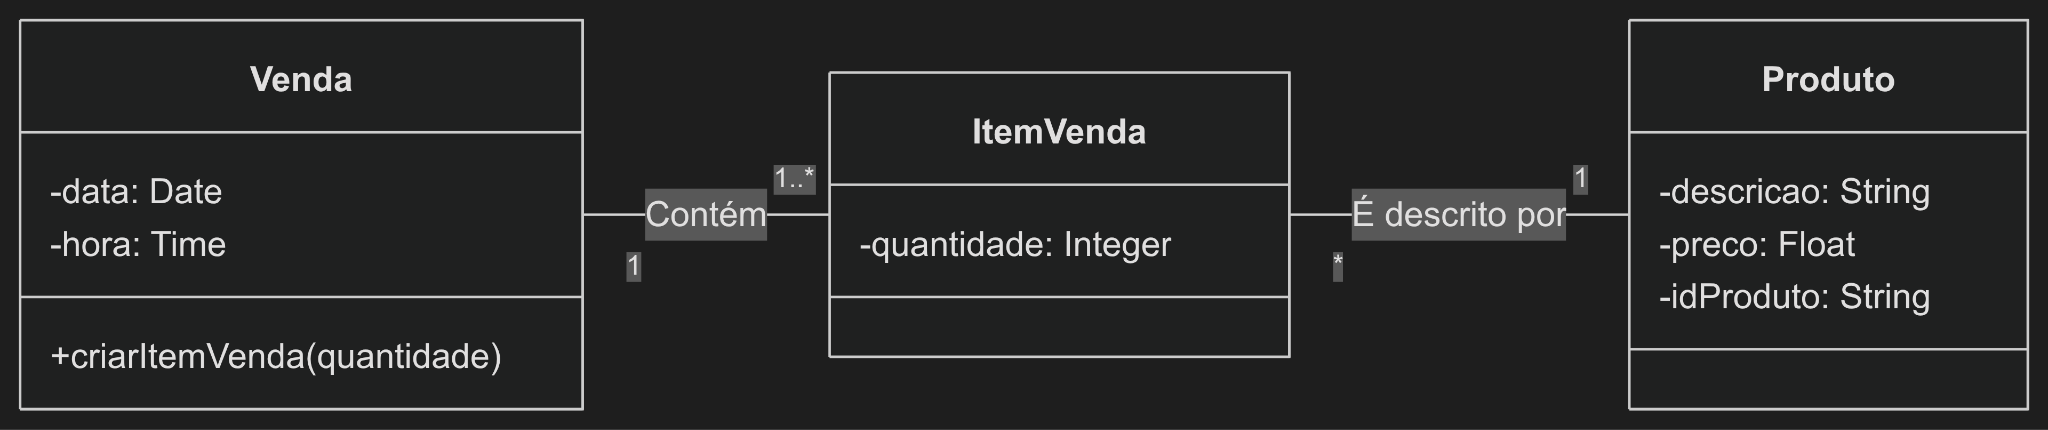 Venda
-data: Date
-hora: Time
+criarItemVenda(quantidade)
1
Contém
1..*
ItemVenda
-quantidade: Integer
*
É descrito por
1
Produto
-descricao: String
-preco: Float
-idProduto: String